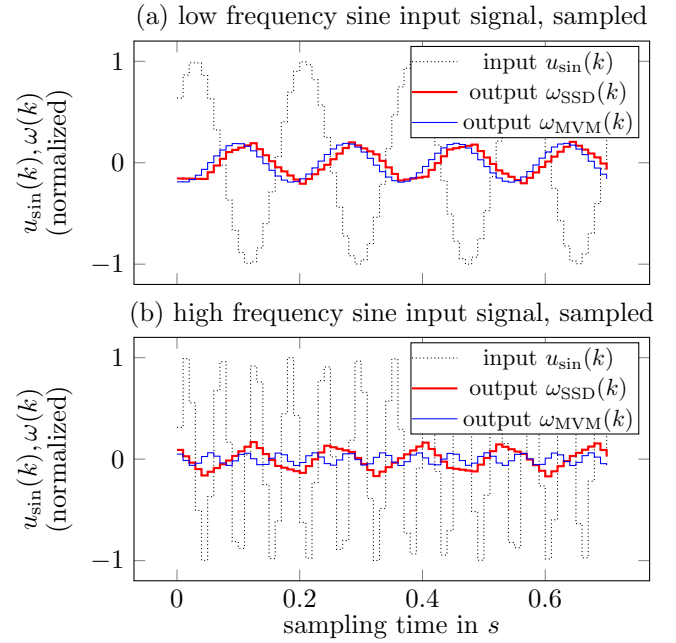 (a) low frequency sine input signal, sampled
1
0
−1
u_sin(k), ω(k)
(normalized)
input u_sin(k)
output ω_SSD(k)
output ω_MVM(k)
(b) high frequency sine input signal, sampled
1
0
−1
u_sin(k), ω(k)
(normalized)
input u_sin(k)
output ω_SSD(k)
output ω_MVM(k)
0 0.2 0.4 0.6
sampling time in s